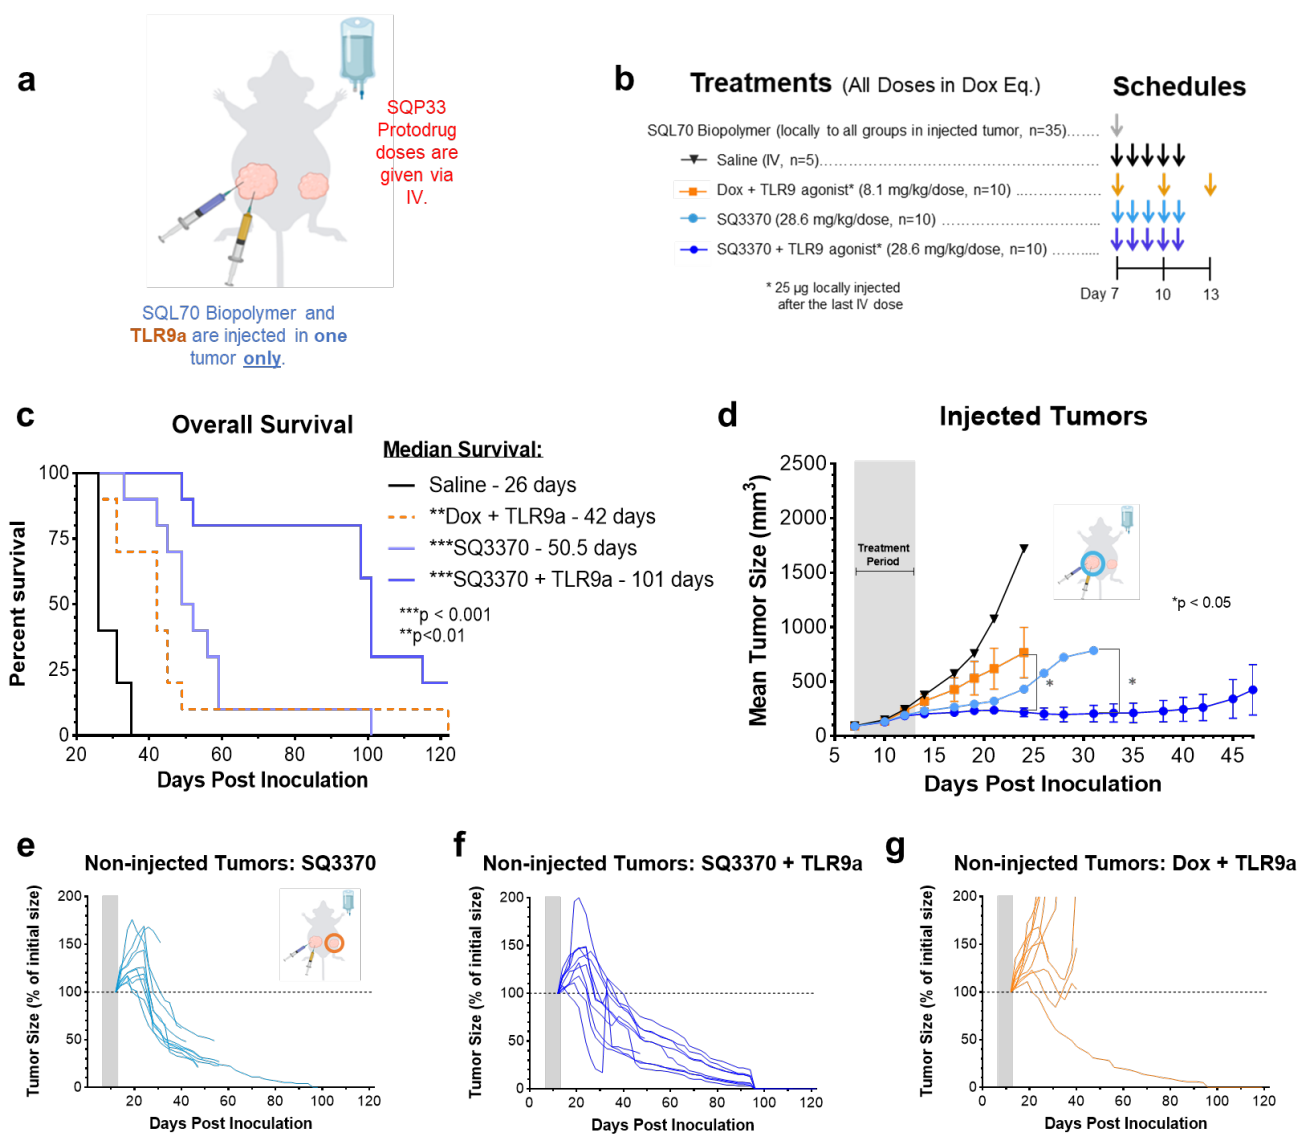 a
SQP33
Protodrug
doses are
given via
IV.
SQL70 Biopolymer and
TLR9a are injected in one
tumor only.
b
Treatments (All Doses in Dox Eq.)
Schedules
SQL70 Biopolymer (locally to all groups in injected tumor, n=35).......
Saline (IV, n=5)
Dox + TLR9 agonist* (8.1 mg/kg/dose, n=10)
SQ3370 (28.6 mg/kg/dose, n=10)
SQ3370 + TLR9 agonist* (28.6 mg/kg/dose, n=10)
* 25 µg locally injected
after the last IV dose
Day 7 10 13
c
Overall Survival
Median Survival:
Saline - 26 days
**Dox + TLR9a - 42 days
***SQ3370 - 50.5 days
***SQ3370 + TLR9a - 101 days
***p < 0.001
**p<0.01
Percent survival
100
75
50
25
0
20 40 60 80 100 120
Days Post Inoculation
d
Injected Tumors
Mean Tumor Size (mm3)
2500
2000
1500
1000
500
0
Treatment
Period
*p < 0.05
*
*
5 10 15 20 25 30 35 40 45
Days Post Inoculation
e
Non-injected Tumors: SQ3370
Tumor Size (% of initial size)
200
150
100
50
0
0 20 40 60 80 100 120
Days Post Inoculation
f
Non-injected Tumors: SQ3370 + TLR9a
Tumor Size (% of initial size)
200
150
100
50
0
0 20 40 60 80 100 120
Days Post Inoculation
g
Non-injected Tumors: Dox + TLR9a
Tumor Size (% of initial size)
200
150
100
50
0
0 20 40 60 80 100 120
Days Post Inoculation